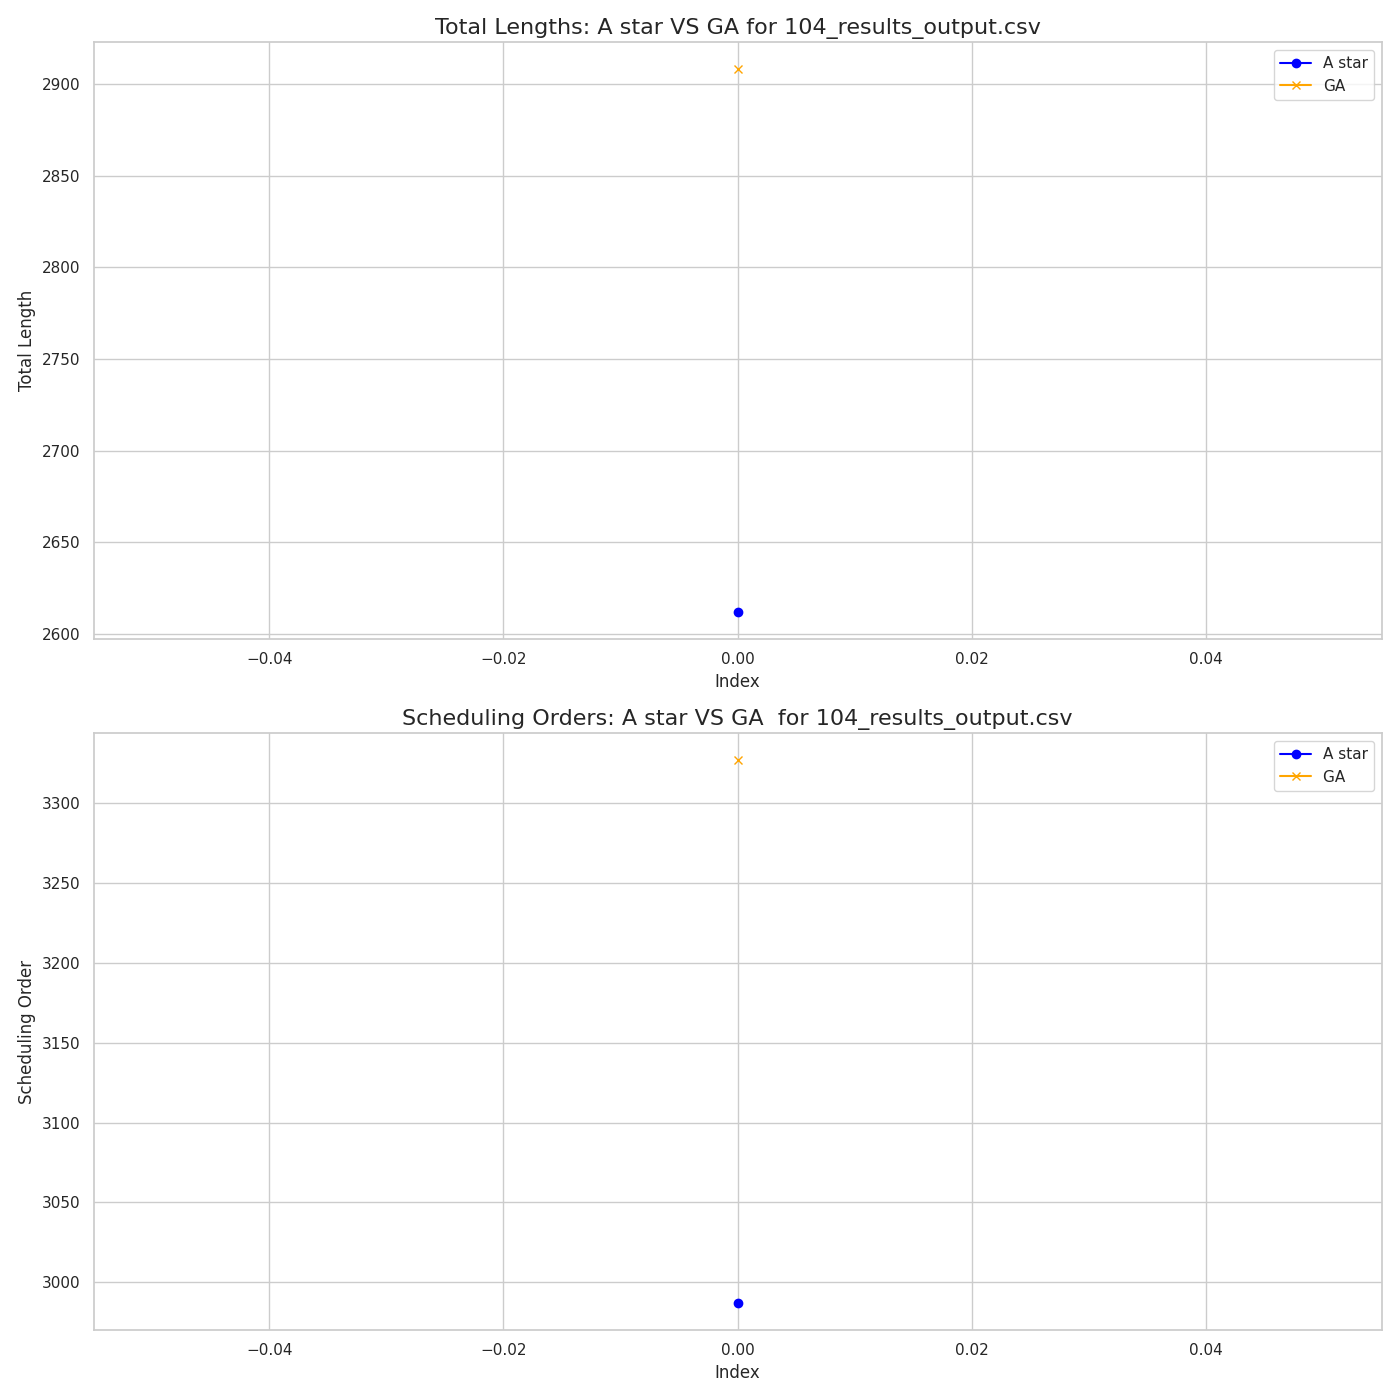 Total Lengths: A star VS GA for 104_results_output.csv
A star
GA
2900
2850
2800
2750
2700
2650
2600
Total Length
−0.04 −0.02 0.00 0.02 0.04
Index
Scheduling Orders: A star VS GA  for 104_results_output.csv
A star
GA
3300
3250
3200
3150
3100
3050
3000
Scheduling Order
−0.04 −0.02 0.00 0.02 0.04
Index